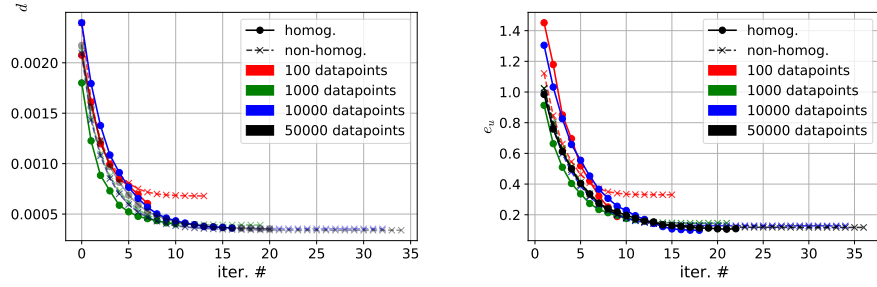 d
0.0020
0.0015
0.0010
0.0005
0 5 10 15 20 25 30 35
iter. #
homog.
non-homog.
100 datapoints
1000 datapoints
10000 datapoints
50000 datapoints
e_u
1.4
1.2
1.0
0.8
0.6
0.4
0.2
0 5 10 15 20 25 30 35
iter. #
homog.
non-homog.
100 datapoints
1000 datapoints
10000 datapoints
50000 datapoints